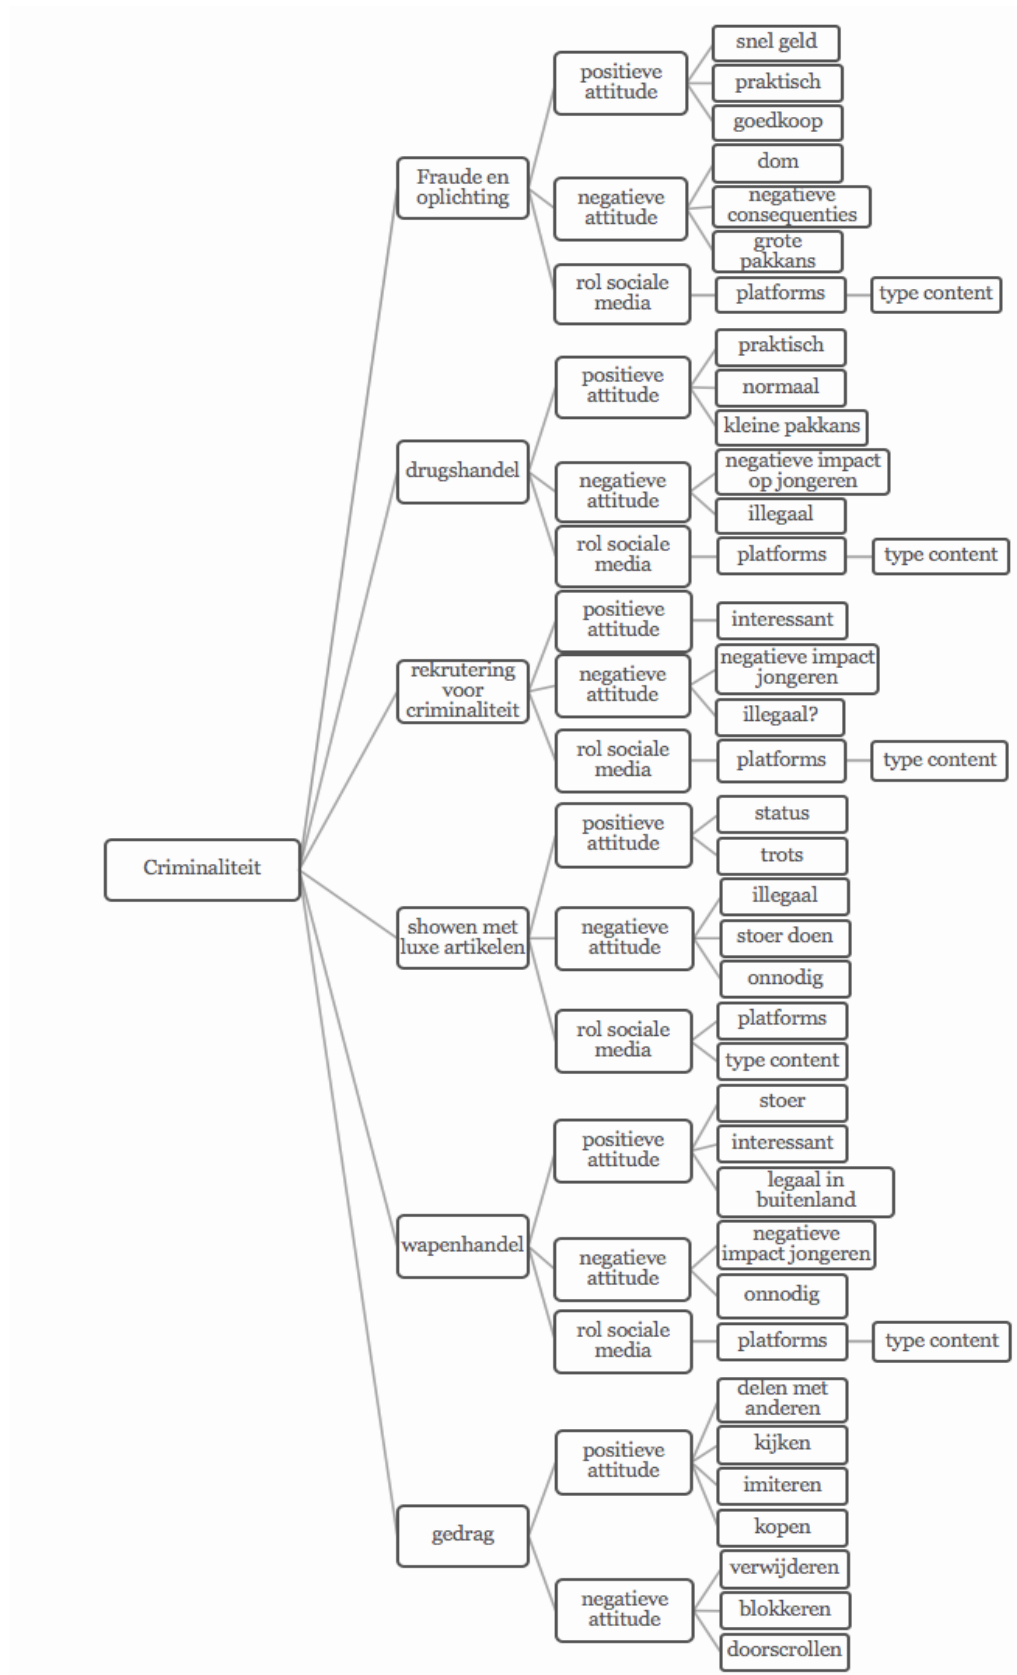 snel geld
positieve
attitude
praktisch
goedkoop
Fraude en
oplichting
dom
negatieve
attitude
negatieve
consequenties
grote
pakkans
rol sociale
media
platforms
type content
praktisch
positieve
attitude
normaal
kleine pakkans
drugshandel
negatieve impact
op jongeren
negatieve
attitude
illegaal
rol sociale
media
platforms
type content
positieve
attitude
interessant
rekrutering
voor
criminaliteit
negatieve
attitude
negatieve impact
jongeren
illegaal?
rol sociale
media
platforms
type content
Criminaliteit
positieve
attitude
status
trots
showen met
luxe artikelen
negatieve
attitude
illegaal
stoer doen
onnodig
rol sociale
media
platforms
type content
positieve
attitude
stoer
interessant
legaal in
buitenland
wapenhandel
negatieve
attitude
negatieve
impact jongeren
onnodig
rol sociale
media
platforms
type content
positieve
attitude
delen met
anderen
kijken
imiteren
kopen
gedrag
negatieve
attitude
verwijderen
blokkeren
doorscrollen